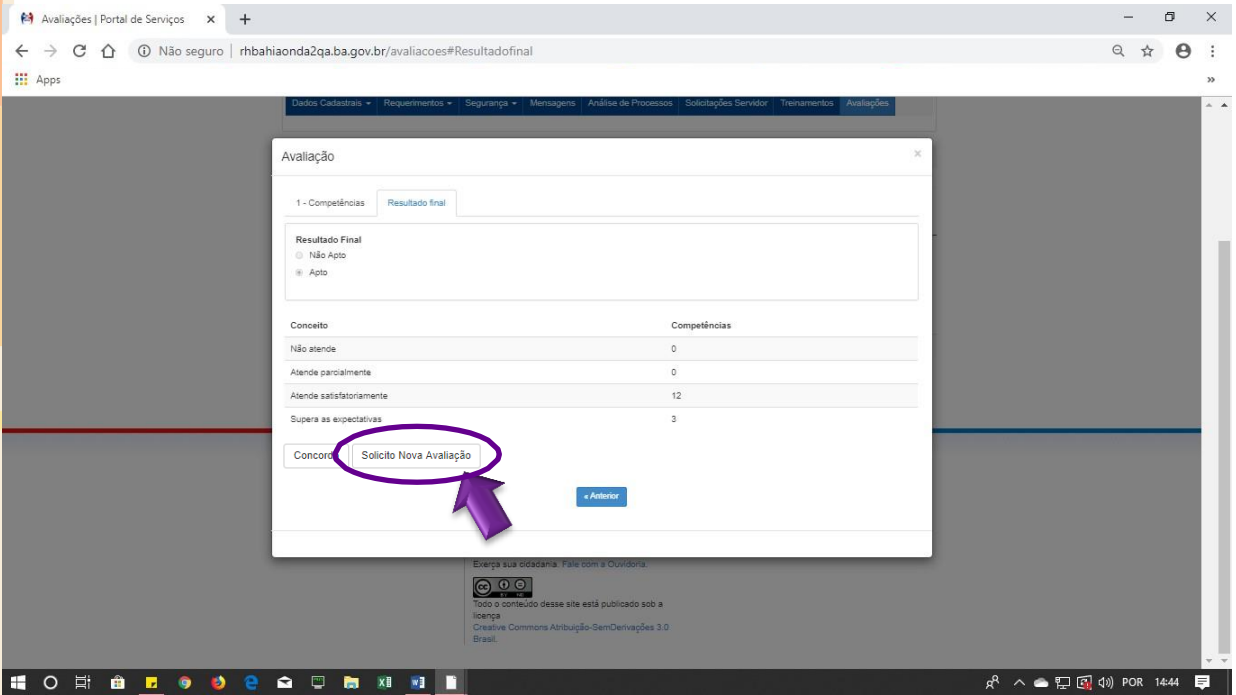 Avaliações | Portal de Serviços
Não seguro | rhbahiaonda2qa.ba.gov.br/avaliacoes#Resultadofinal
Apps
Dados Cadastrais Requerimentos Segurança Mensagens Análise de Processos Solicitações Servidor Treinamentos Avaliações
Avaliação
1 - Competências Resultado final
Resultado Final
Não Apto
Apto
Conceito Competências
Não atende 0
Atende parcialmente 0
Atende satisfatoriamente 12
Supera as expectativas 3
Concord Solicito Nova Avaliação
« Anterior
Exerça sua cidadania. Fale com a Ouvidoria.
cc
BY ND
Todo o conteúdo desse site está publicado sob a
licença
Creative Commons Atribuição-SemDerivações 3.0
Brasil.
POR 14:44